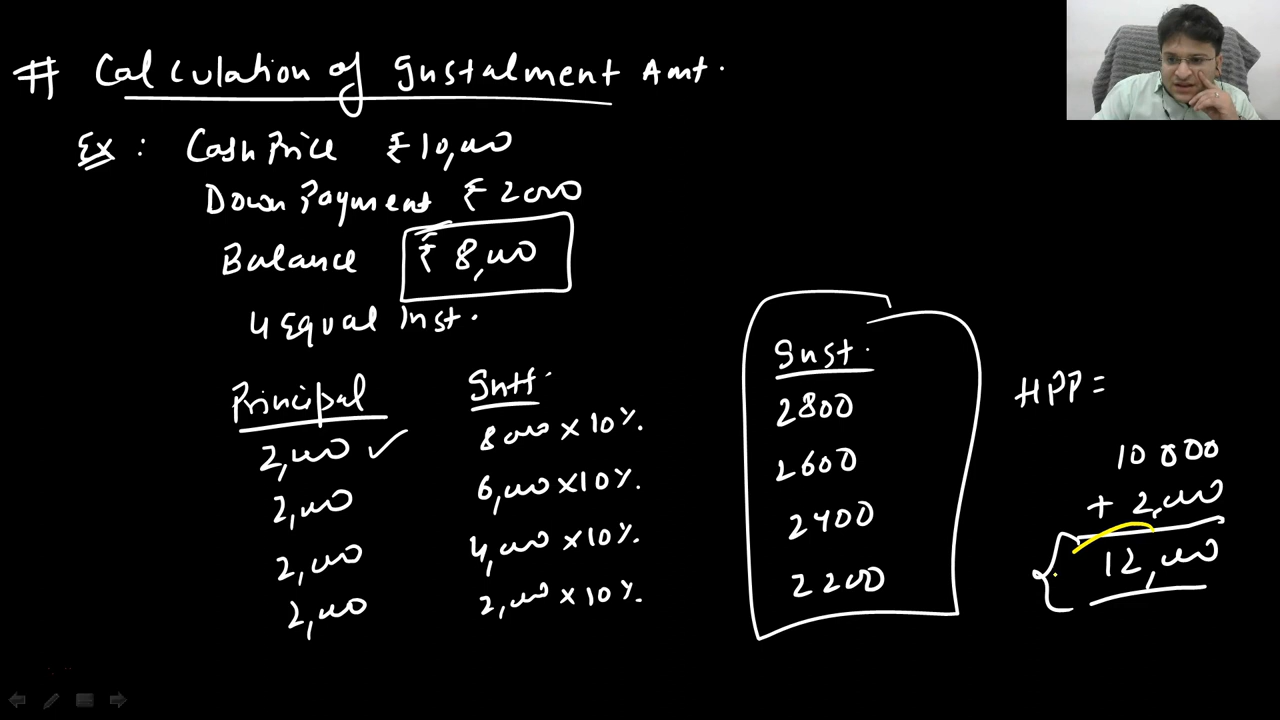 # Calculation of Instalment Amt.
Ex : Cash Price ₹ 10,000
Down Payment ₹ 2000
Balance ₹ 8,000
4 Equal Inst.
Principal Intt. Inst.
2,000 ✓ 8000 × 10% 2800
2,000 6,000 × 10% 2600
2,000 4,000 × 10% 2400
2,000 2,000 × 10% 2200
HPP =
10 000
+ 2,000
12,000